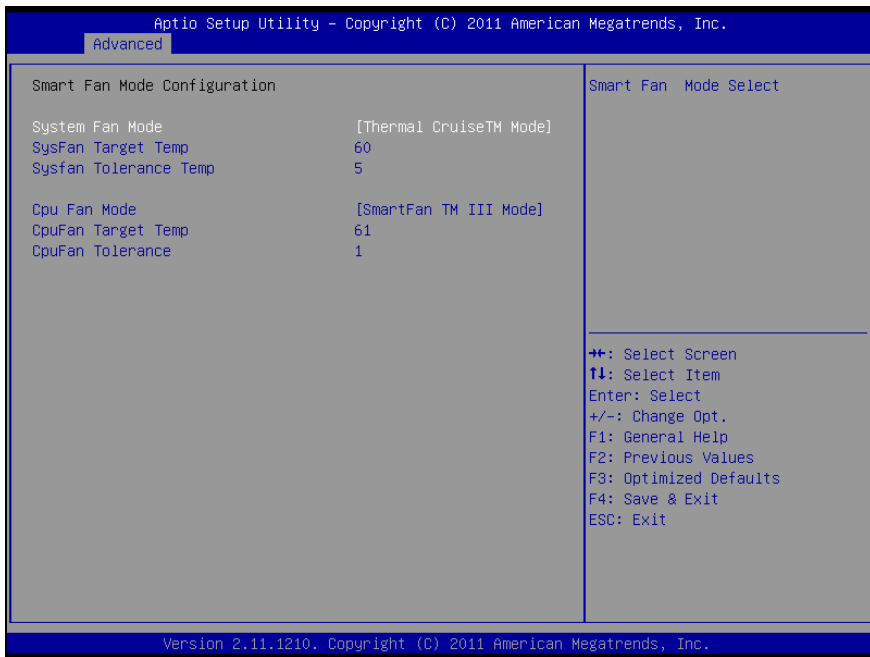 Aptio Setup Utility – Copyright (C) 2011 American Megatrends, Inc.
Advanced
Smart Fan Mode Configuration
System Fan Mode [Thermal CruiseTM Mode]
SysFan Target Temp 60
Sysfan Tolerance Temp 5
Cpu Fan Mode [SmartFan TM III Mode]
CpuFan Target Temp 61
CpuFan Tolerance 1
Smart Fan Mode Select
→←: Select Screen
↑↓: Select Item
Enter: Select
+/-: Change Opt.
F1: General Help
F2: Previous Values
F3: Optimized Defaults
F4: Save & Exit
ESC: Exit
Version 2.11.1210. Copyright (C) 2011 American Megatrends, Inc.